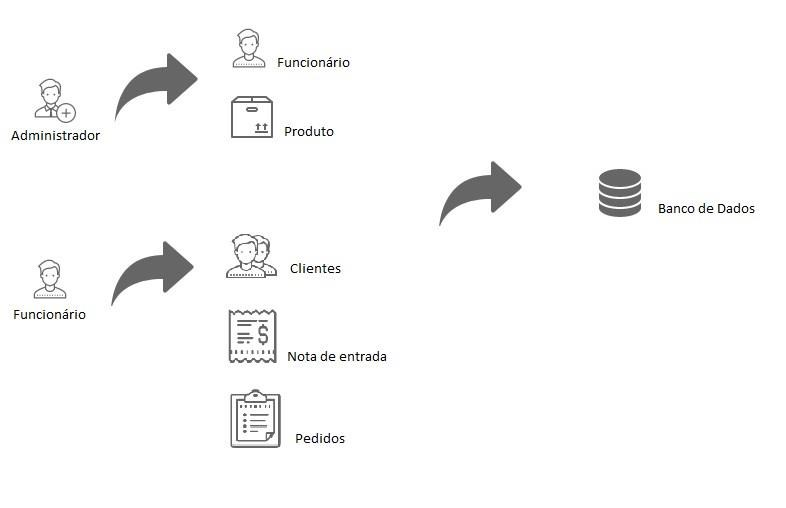 Funcionário
Produto
Administrador
Banco de Dados
Clientes
Funcionário
Nota de entrada
Pedidos